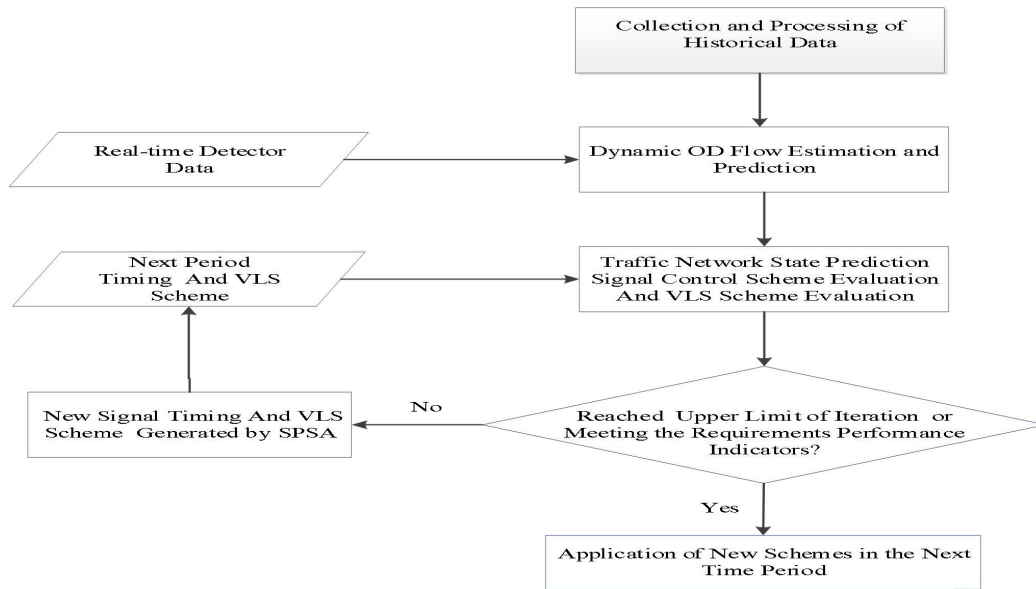 Collection and Processing of
Historical Data
Real-time Detector
Data
Dynamic OD Flow Estimation and
Prediction
Next Period
Timing And VLS
Scheme
Traffic Network State Prediction
Signal Control Scheme Evaluation
And VLS Scheme Evaluation
New Signal Timing And VLS
Scheme Generated by SPSA
No
Reached Upper Limit of Iteration or
Meeting the Requirements Performance
Indicators?
Yes
Application of New Schemes in the Next
Time Period